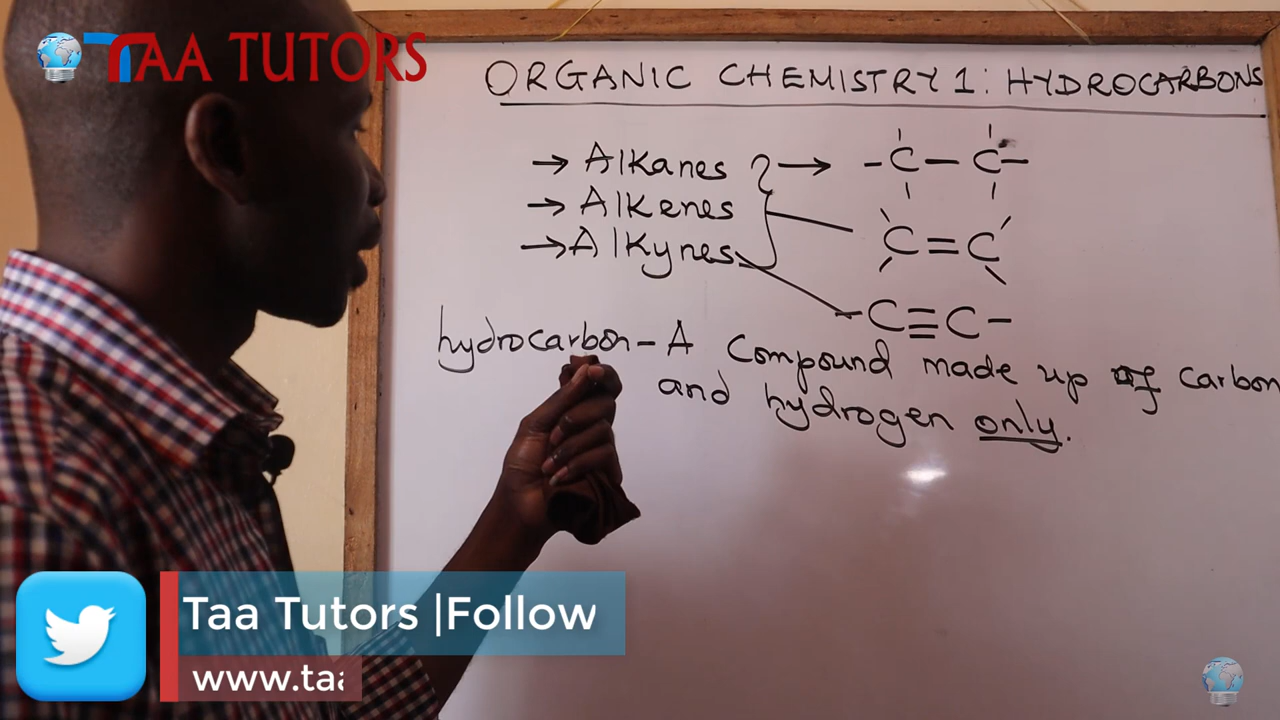 TAA TUTORS
ORGANIC CHEMISTRY 1: HYDROCARBONS
→ Alkanes → -C-C-
→ Alkenes C=C
→ Alkynes -C≡C-
hydrocarbon - A Compound made up of carbon
and hydrogen only.
Taa Tutors |Follow
www.taa